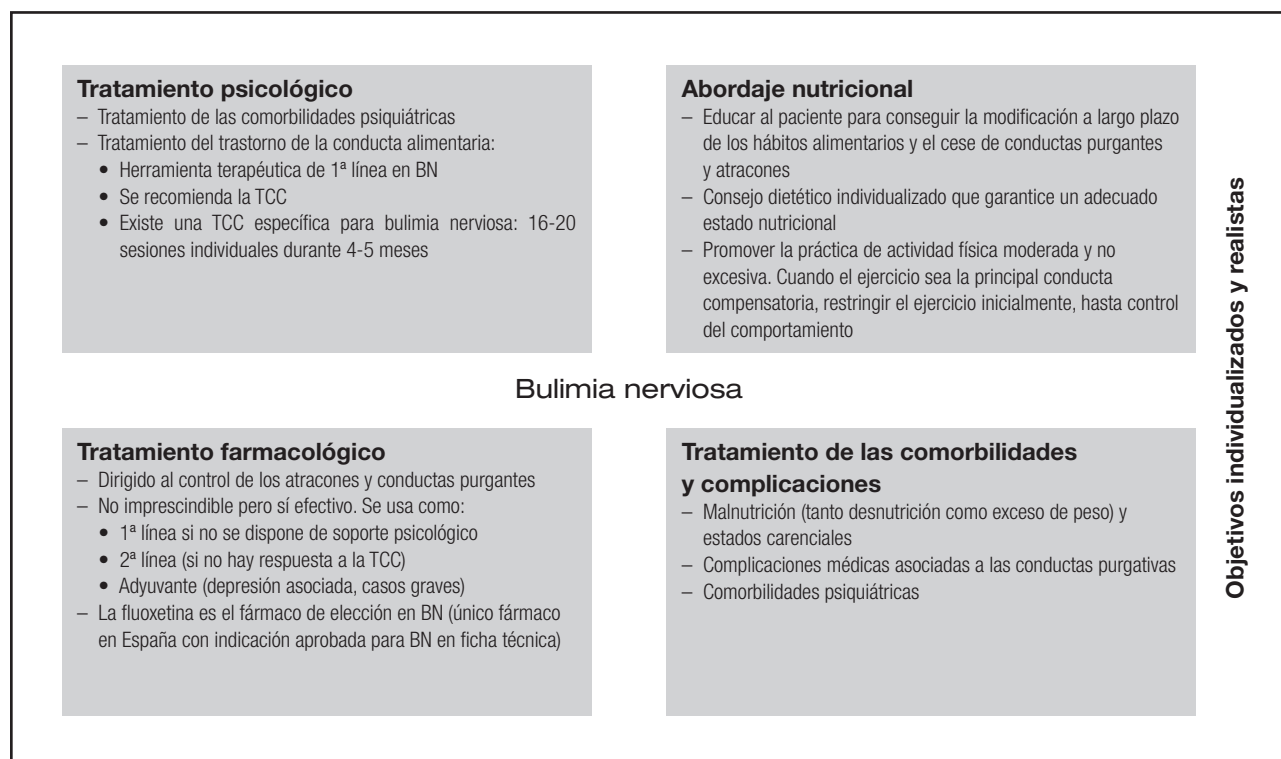 Tratamiento psicológico
– Tratamiento de las comorbilidades psiquiátricas
– Tratamiento del trastorno de la conducta alimentaria:
• Herramienta terapéutica de 1ª línea en BN
• Se recomienda la TCC
• Existe una TCC específica para bulimia nerviosa: 16-20
sesiones individuales durante 4-5 meses
Abordaje nutricional
– Educar al paciente para conseguir la modificación a largo plazo
de los hábitos alimentarios y el cese de conductas purgantes
y atracones
– Consejo dietético individualizado que garantice un adecuado
estado nutricional
– Promover la práctica de actividad física moderada y no
excesiva. Cuando el ejercicio sea la principal conducta
compensatoria, restringir el ejercicio inicialmente, hasta control
del comportamiento
Bulimia nerviosa
Tratamiento farmacológico
– Dirigido al control de los atracones y conductas purgantes
– No imprescindible pero sí efectivo. Se usa como:
• 1ª línea si no se dispone de soporte psicológico
• 2ª línea (si no hay respuesta a la TCC)
• Adyuvante (depresión asociada, casos graves)
– La fluoxetina es el fármaco de elección en BN (único fármaco
en España con indicación aprobada para BN en ficha técnica)
Tratamiento de las comorbilidades
y complicaciones
– Malnutrición (tanto desnutrición como exceso de peso) y
estados carenciales
– Complicaciones médicas asociadas a las conductas purgativas
– Comorbilidades psiquiátricas
Objetivos individualizados y realistas